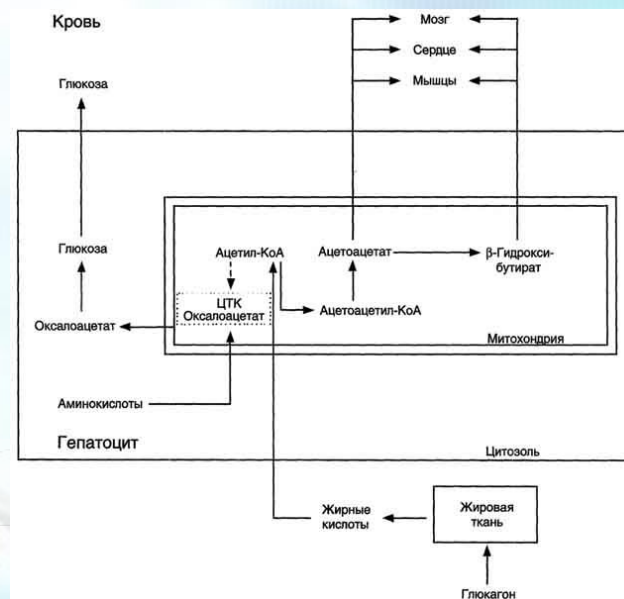 Кровь
Мозг
Сердце
Мышцы
Глюкоза
Глюкоза
Оксалоацетат
Ацетил-КоА
ЦТК
Оксалоацетат
Ацетоацетат
β-Гидрокси-
бутират
Ацетоацетил-КоА
Митохондрия
Аминокислоты
Гепатоцит
Цитозоль
Жирные
кислоты
Жировая
ткань
Глюкагон